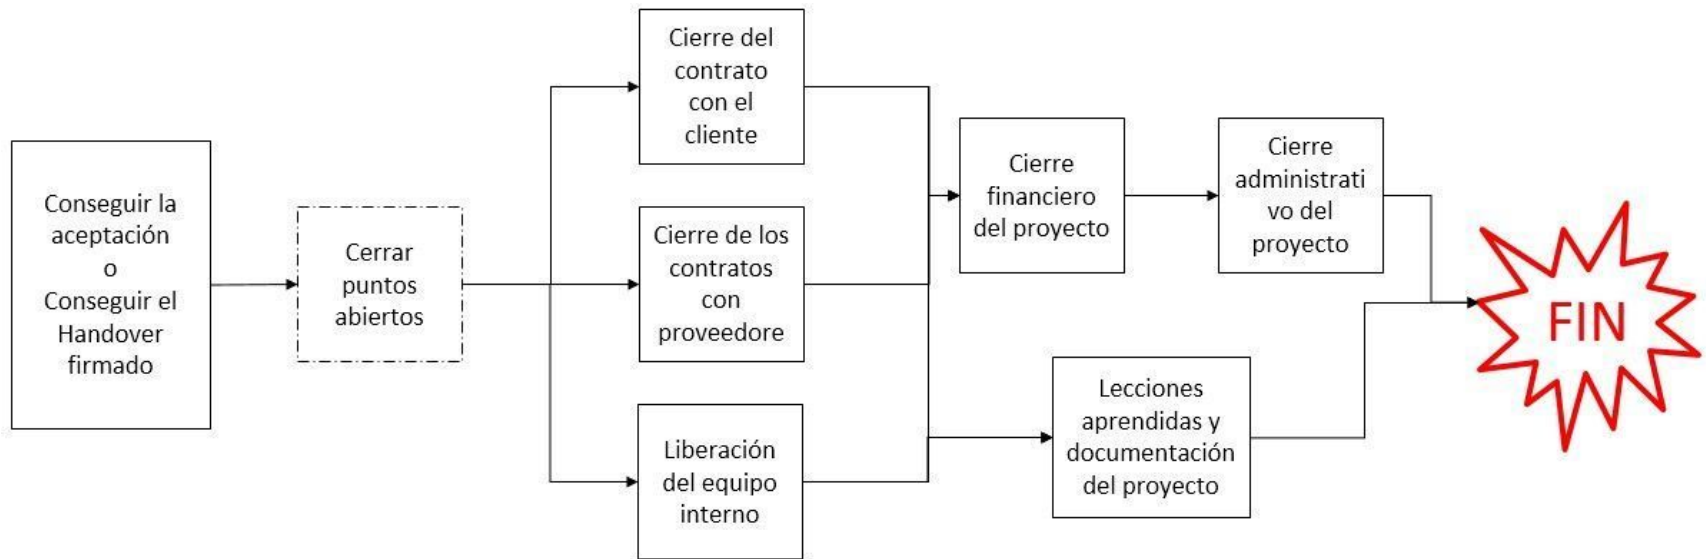 Conseguir la
aceptación
o
Conseguir el
Handover
firmado
Cerrar
puntos
abiertos
Cierre del
contrato
con el
cliente
Cierre de los
contratos
con
proveedore
Liberación
del equipo
interno
Cierre
financiero
del proyecto
Cierre
administrati
vo del
proyecto
Lecciones
aprendidas y
documentación
del proyecto
FIN